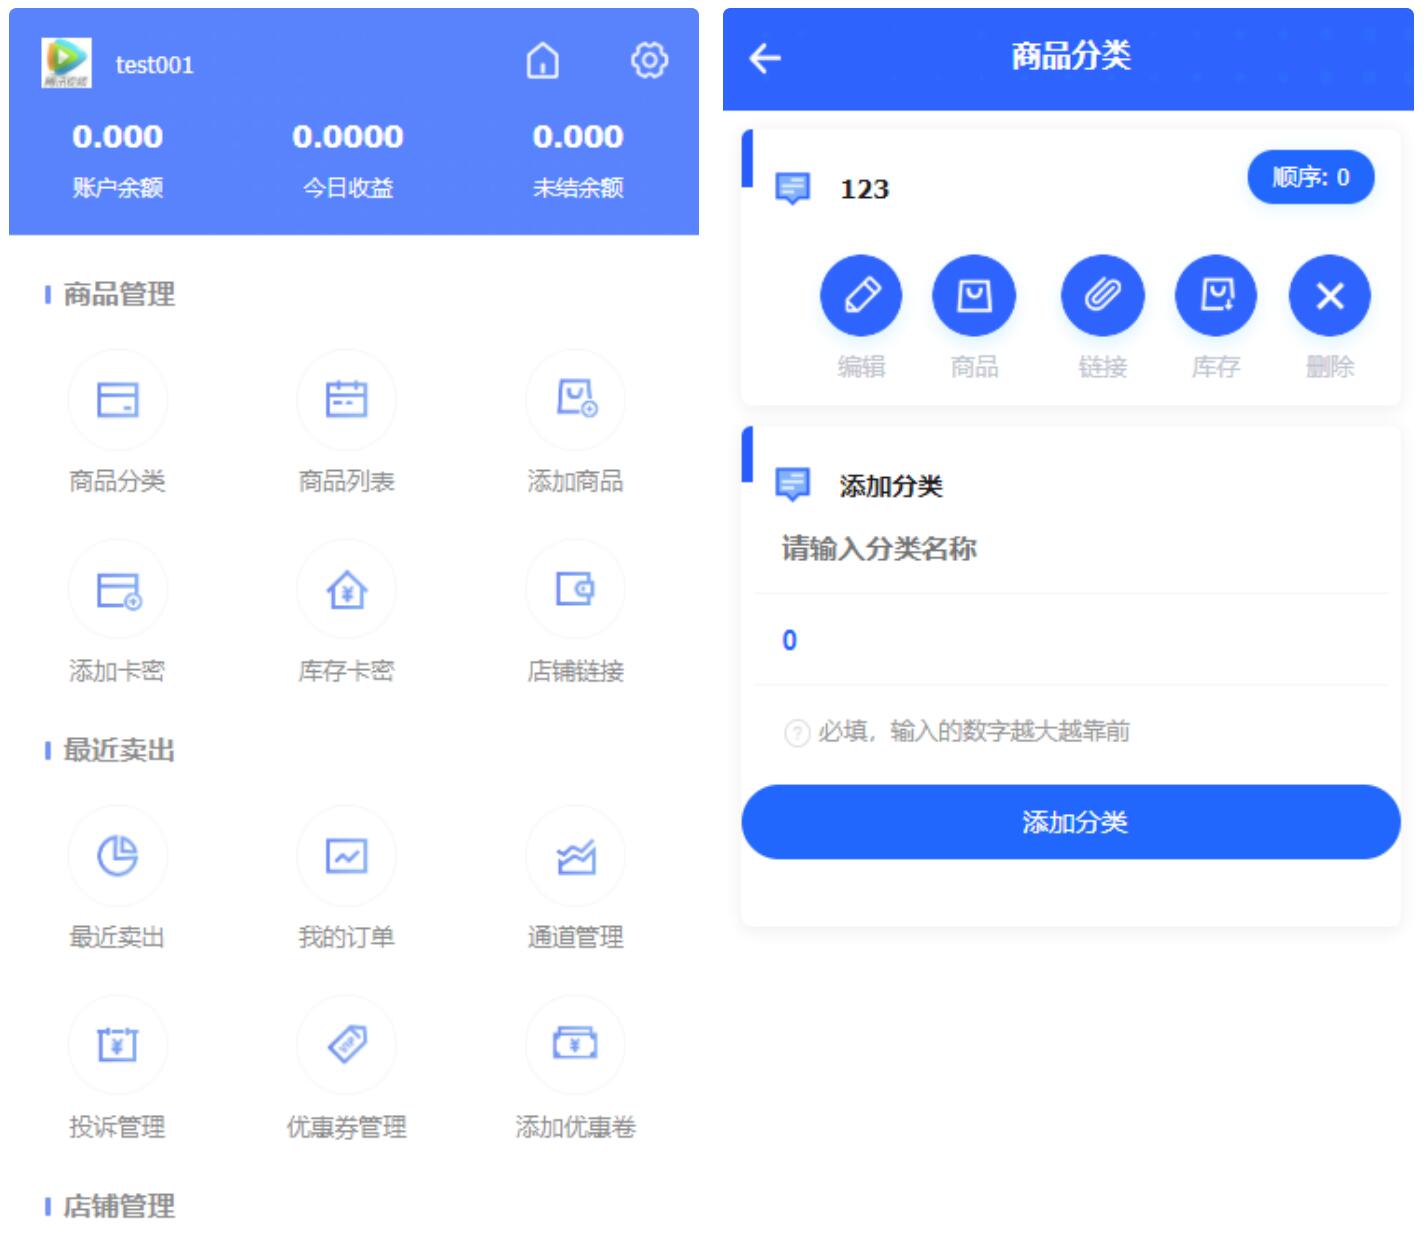 test001
0.000 0.0000 0.000
账户余额 今日收益 未结余额
商品管理
商品分类 商品列表 添加商品
添加卡密 库存卡密 店铺链接
最近卖出
最近卖出 我的订单 通道管理
投诉管理 优惠券管理 添加优惠卷
店铺管理
商品分类
123
顺序: 0
编辑 商品 链接 库存 删除
添加分类
请输入分类名称
0
必填，输入的数字越大越靠前
添加分类